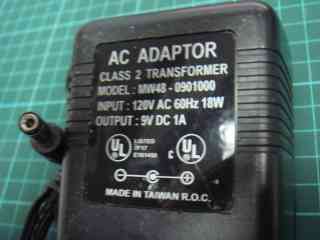 AC ADAPTOR
CLASS 2 TRANSFORMER
MODEL : MW48 - 0901000
INPUT : 120V AC 60Hz 18W
OUTPUT : 9V DC 1A
UL
LISTED
C UL
MADE IN TAIWAN R.O.C.